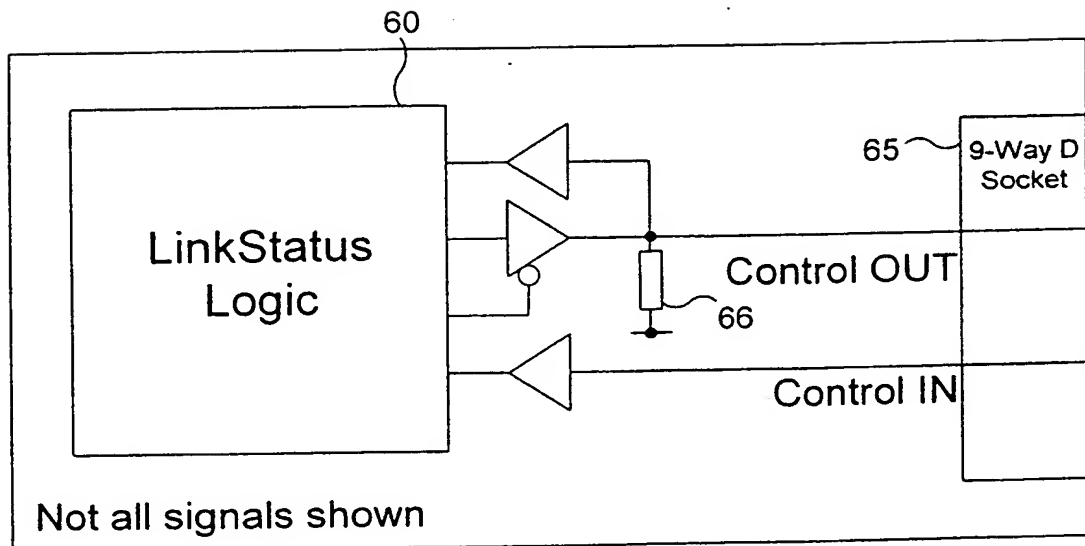 60
65
9-Way D
Socket
LinkStatus
Logic
Control OUT
66
Control IN
Not all signals shown